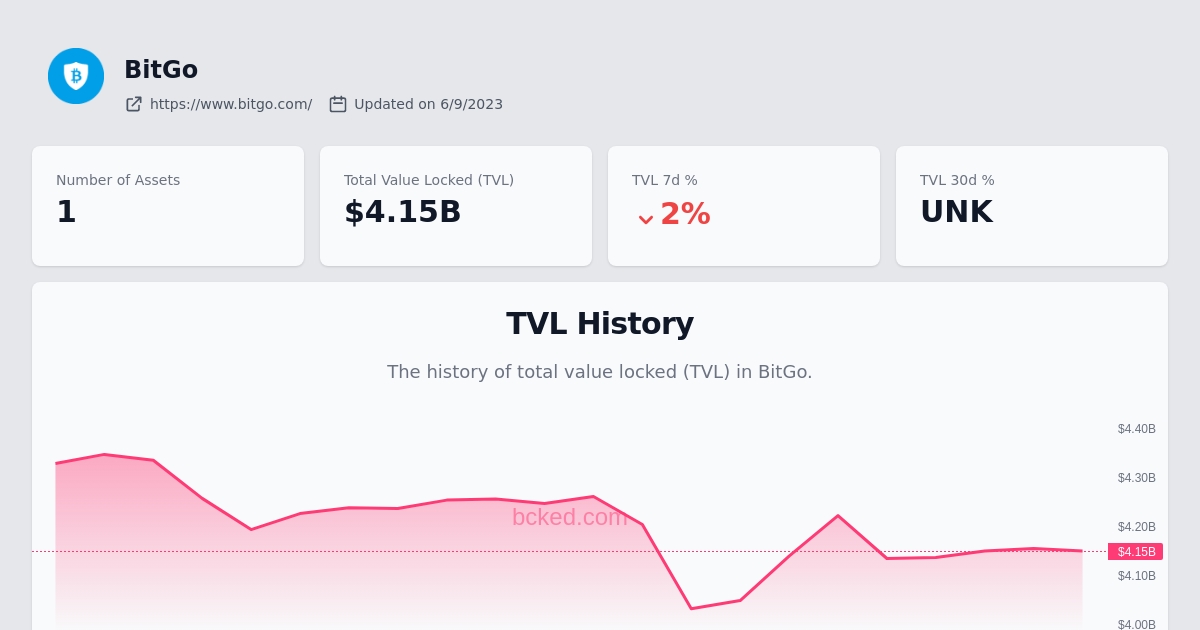 BitGo
https://www.bitgo.com/ Updated on 6/9/2023
Number of Assets
1
Total Value Locked (TVL)
$4.15B
TVL 7d %
2%
TVL 30d %
UNK
TVL History
The history of total value locked (TVL) in BitGo.
$4.40B
$4.30B
bcked.com
$4.20B
$4.15B
$4.10B
$4.00B